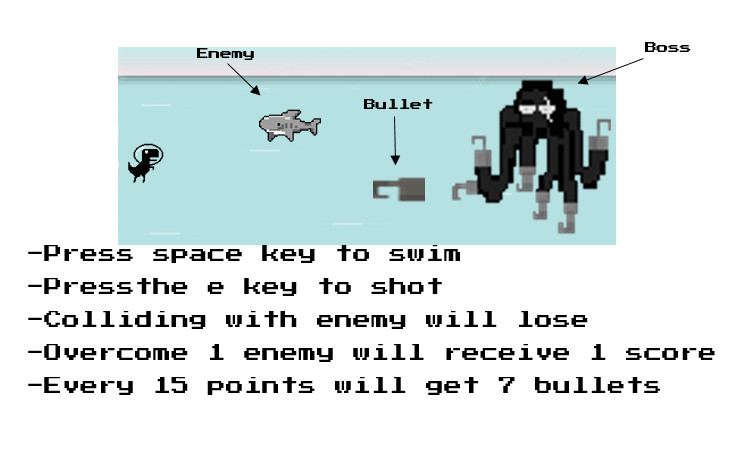 Enemy
Boss
Bullet
-Press space key to swim
-Pressthe e key to shot
-Colliding with enemy will lose
-Overcome 1 enemy will receive 1 score
-Every 15 points will get 7 bullets